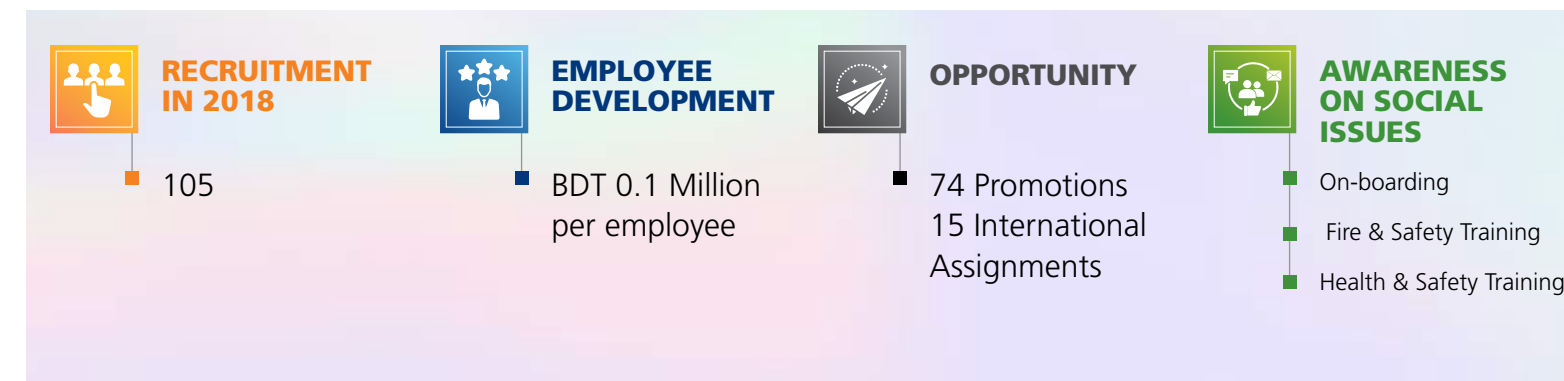 RECRUITMENT
IN 2018
105
EMPLOYEE
DEVELOPMENT
BDT 0.1 Million
per employee
OPPORTUNITY
74 Promotions
15 International
Assignments
AWARENESS
ON SOCIAL
ISSUES
On-boarding
Fire & Safety Training
Health & Safety Training